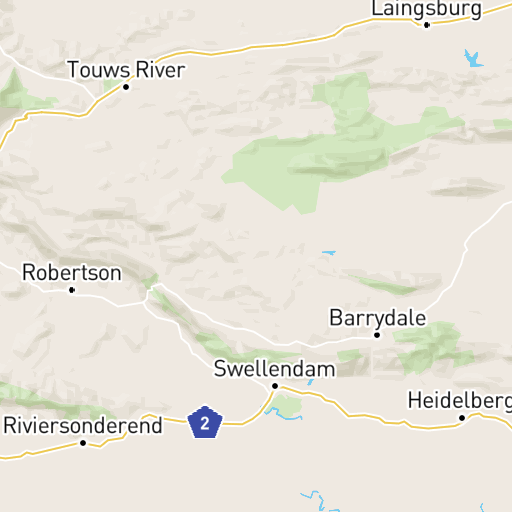 Laingsburg
Touws River
Robertson
Barrydale
Swellendam
Heidelberg
2
Riviersonderend